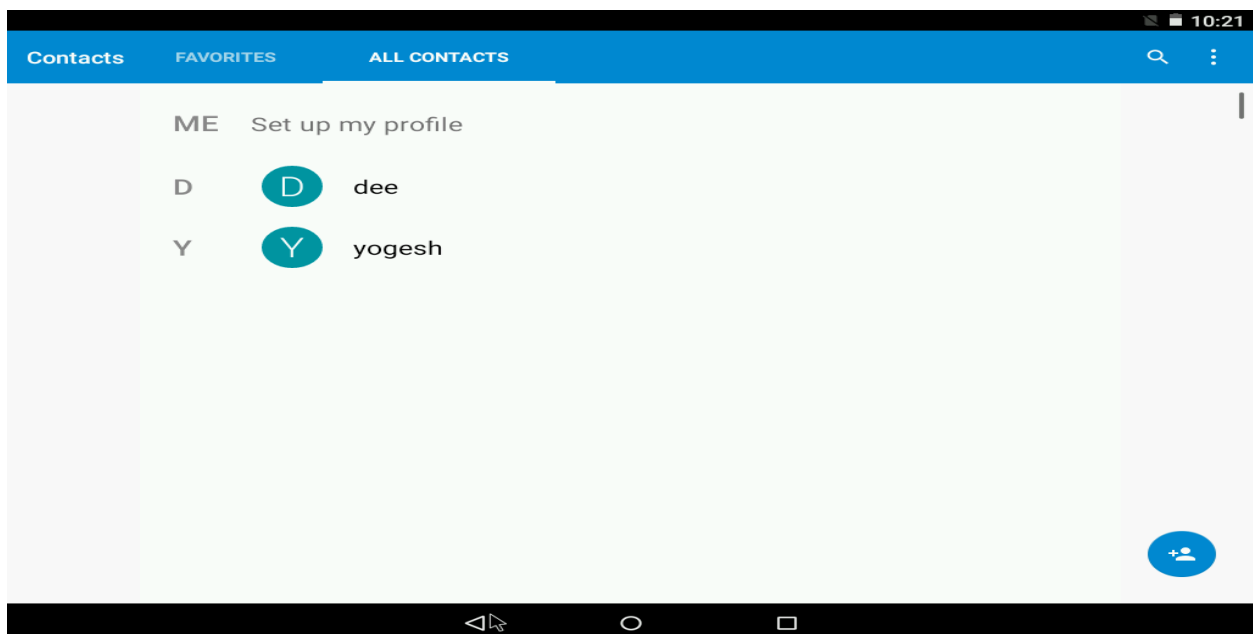 10:21
Contacts FAVORITES ALL CONTACTS
ME Set up my profile
D D dee
Y Y yogesh